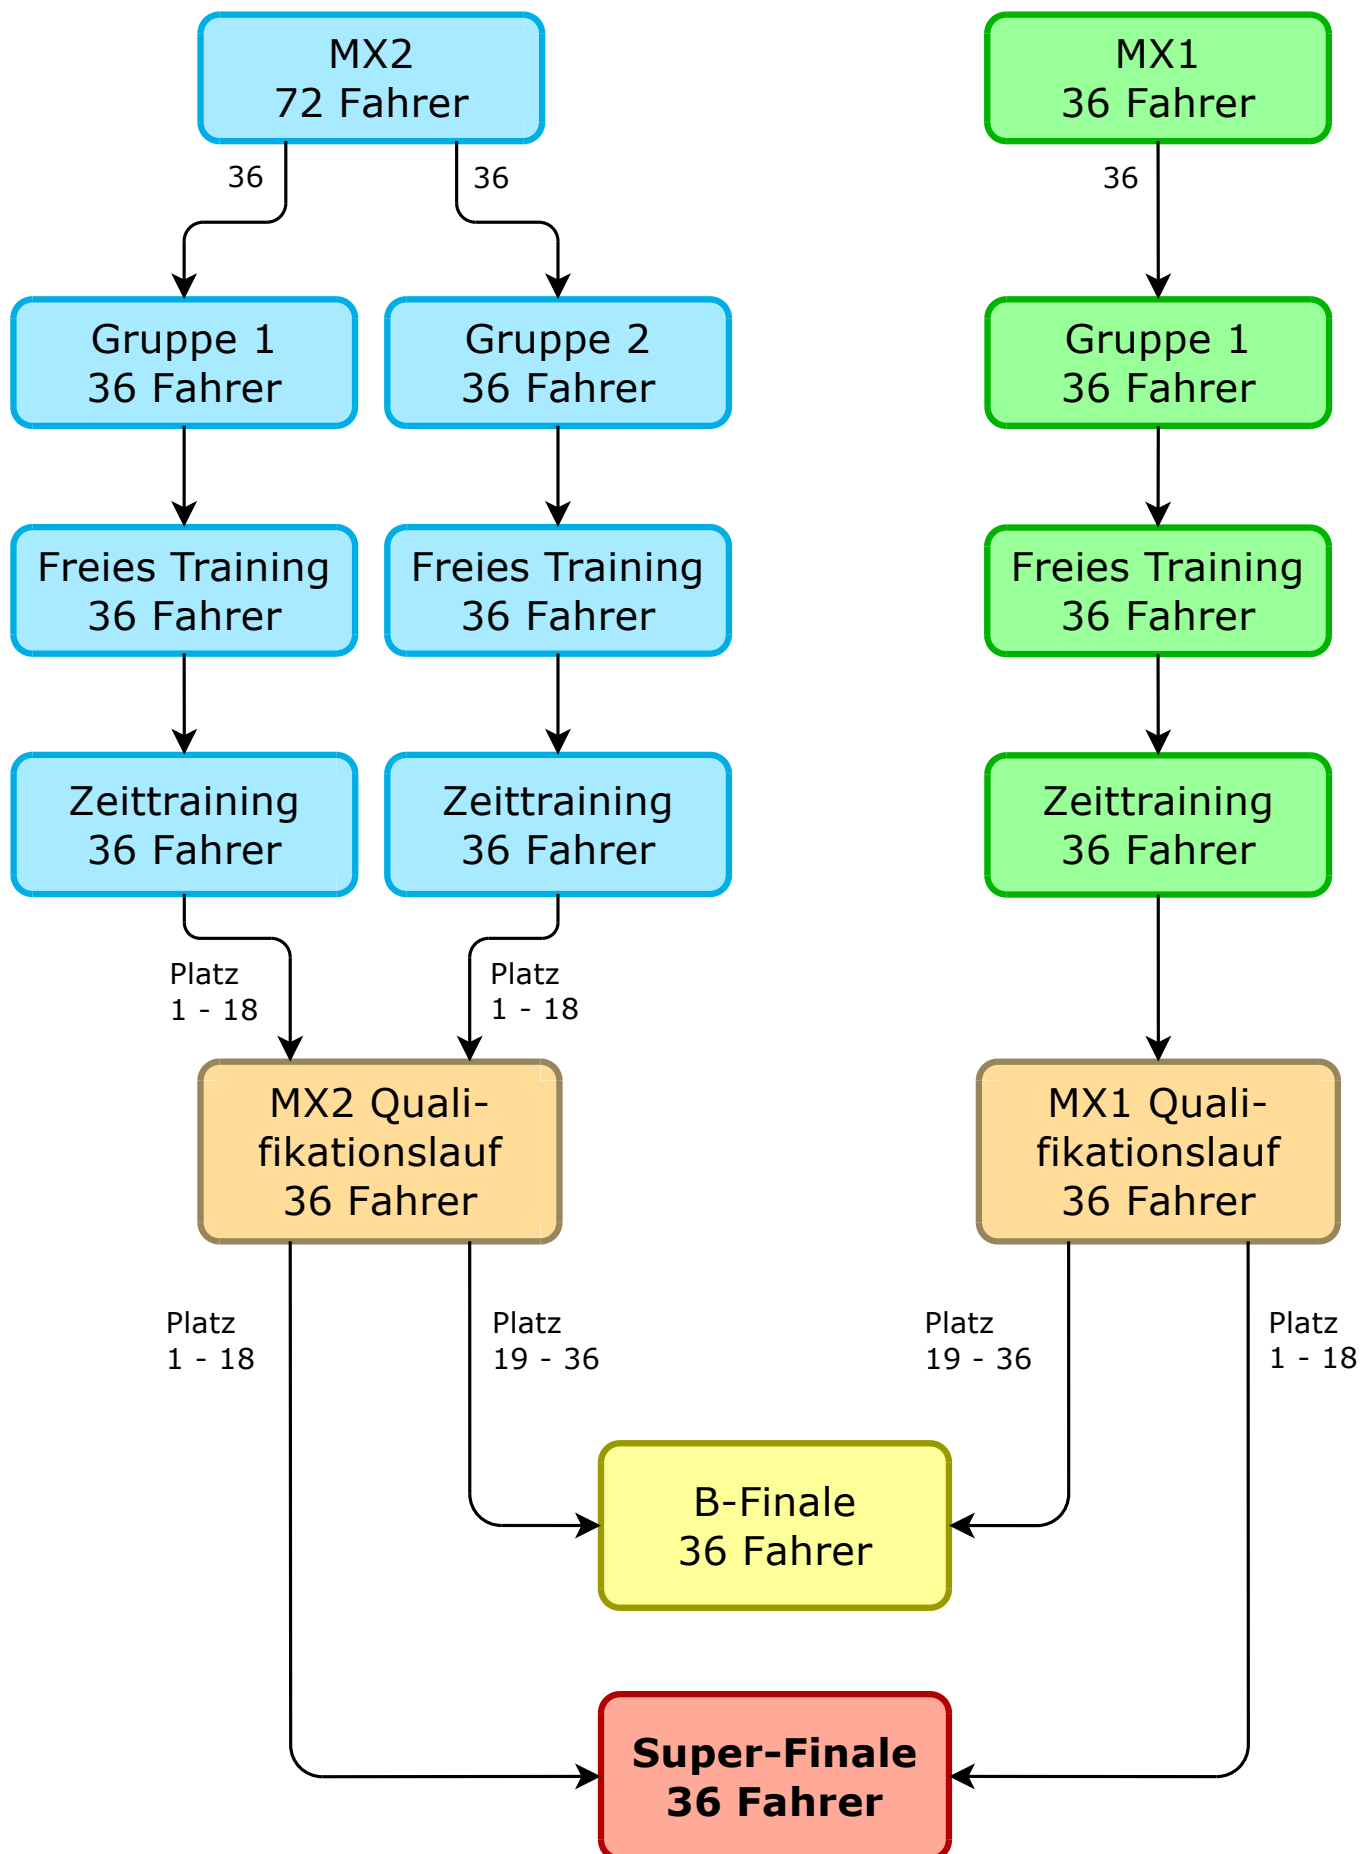 MX2
72 Fahrer
MX1
36 Fahrer
36
36
36
Gruppe 1
36 Fahrer
Gruppe 2
36 Fahrer
Gruppe 1
36 Fahrer
Freies Training
36 Fahrer
Freies Training
36 Fahrer
Freies Training
36 Fahrer
Zeittraining
36 Fahrer
Zeittraining
36 Fahrer
Zeittraining
36 Fahrer
Platz
1 - 18
Platz
1 - 18
MX2 Quali-
fikationslauf
36 Fahrer
MX1 Quali-
fikationslauf
36 Fahrer
Platz
1 - 18
Platz
19 - 36
Platz
19 - 36
Platz
1 - 18
B-Finale
36 Fahrer
Super-Finale
36 Fahrer